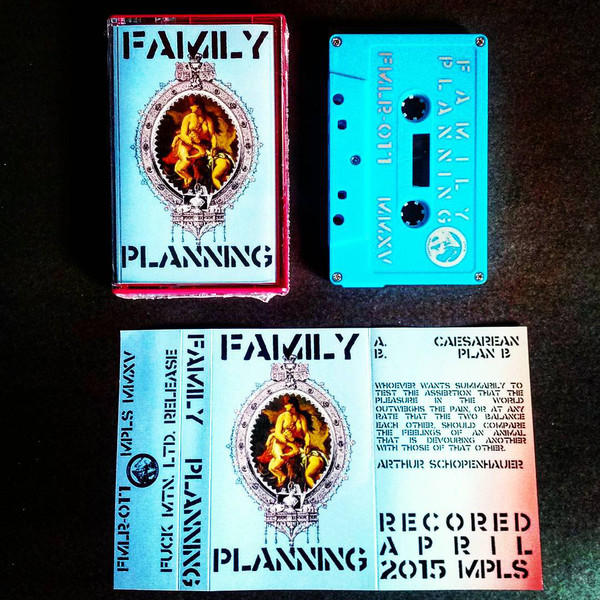 FAMILY
PLANNING
FAMILY
PLANNING
FMLR-011 MMXV
FMLR-011 MPLS MMXV
FUCK MTN. LTD. RELEASE
FAMILY PLANNING
FAMILY
PLANNING
A. CAESAREAN
B. PLAN B
WHOEVER WANTS SUMMARILY TO
TEST THE ASSERTION THAT THE
PLEASURE IN THE WORLD
OUTWEIGHS THE PAIN, OR AT ANY
RATE THAT THE TWO BALANCE
EACH OTHER, SHOULD COMPARE
THE FEELINGS OF AN ANIMAL
THAT IS DEVOURING ANOTHER
WITH THOSE OF THAT OTHER.
ARTHUR SCHOPENHAUER
RECORED
APRIL
2015 MPLS